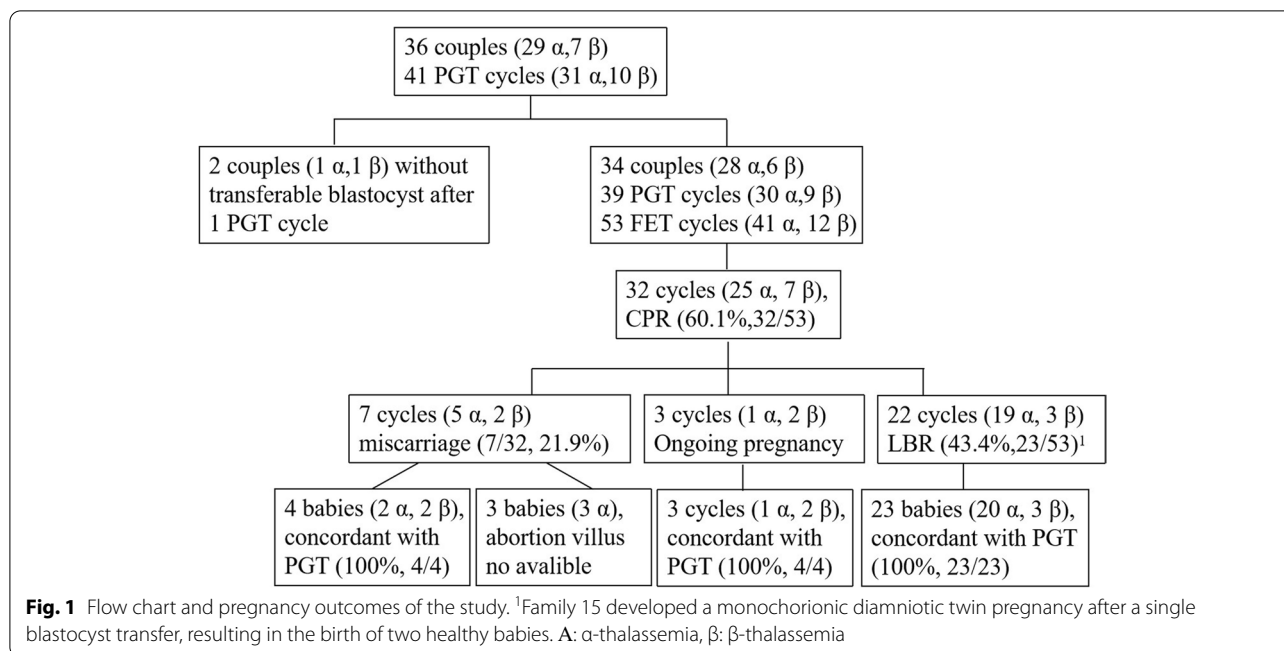 36 couples (29 α,7 β)
41 PGT cycles (31 α,10 β)
2 couples (1 α,1 β) without
transferable blastocyst after
1 PGT cycle
34 couples (28 α,6 β)
39 PGT cycles (30 α,9 β)
53 FET cycles (41 α, 12 β)
32 cycles (25 α, 7 β),
CPR (60.1%,32/53)
7 cycles (5 α, 2 β)
miscarriage (7/32, 21.9%)
3 cycles (1 α, 2 β)
Ongoing pregnancy
22 cycles (19 α, 3 β)
LBR (43.4%,23/53)¹
4 babies (2 α, 2 β),
concordant with
PGT (100%, 4/4)
3 babies (3 α),
abortion villus
no avalible
3 cycles (1 α, 2 β),
concordant with
PGT (100%, 4/4)
23 babies (20 α, 3 β),
concordant with PGT
(100%, 23/23)
Fig. 1 Flow chart and pregnancy outcomes of the study. ¹Family 15 developed a monochorionic diamniotic twin pregnancy after a single
blastocyst transfer, resulting in the birth of two healthy babies. A: α-thalassemia, β: β-thalassemia